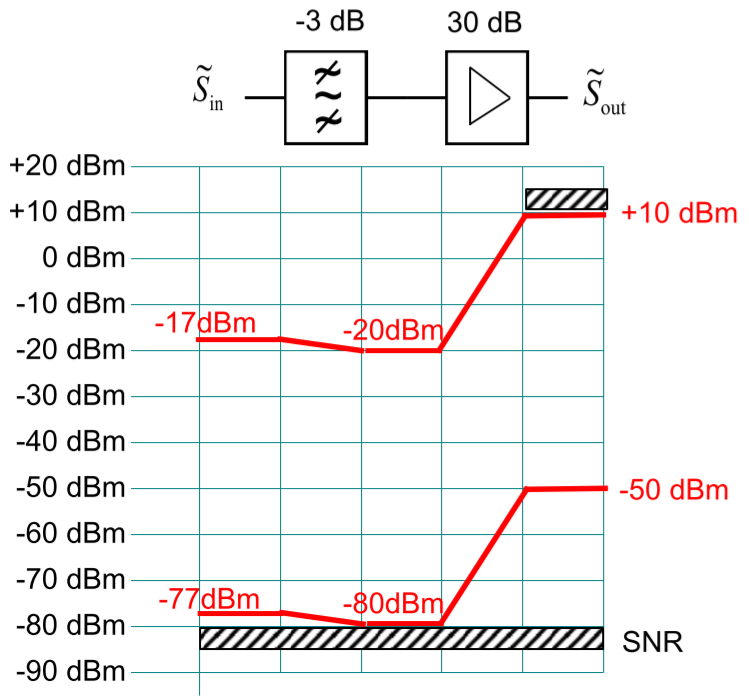 -3 dB 30 dB
S̃in S̃out
+20 dBm
+10 dBm
+10 dBm
0 dBm
-10 dBm
-17dBm
-20dBm
-20 dBm
-30 dBm
-40 dBm
-50 dBm
-50 dBm
-60 dBm
-70 dBm
-77dBm
-80dBm
-80 dBm
SNR
-90 dBm